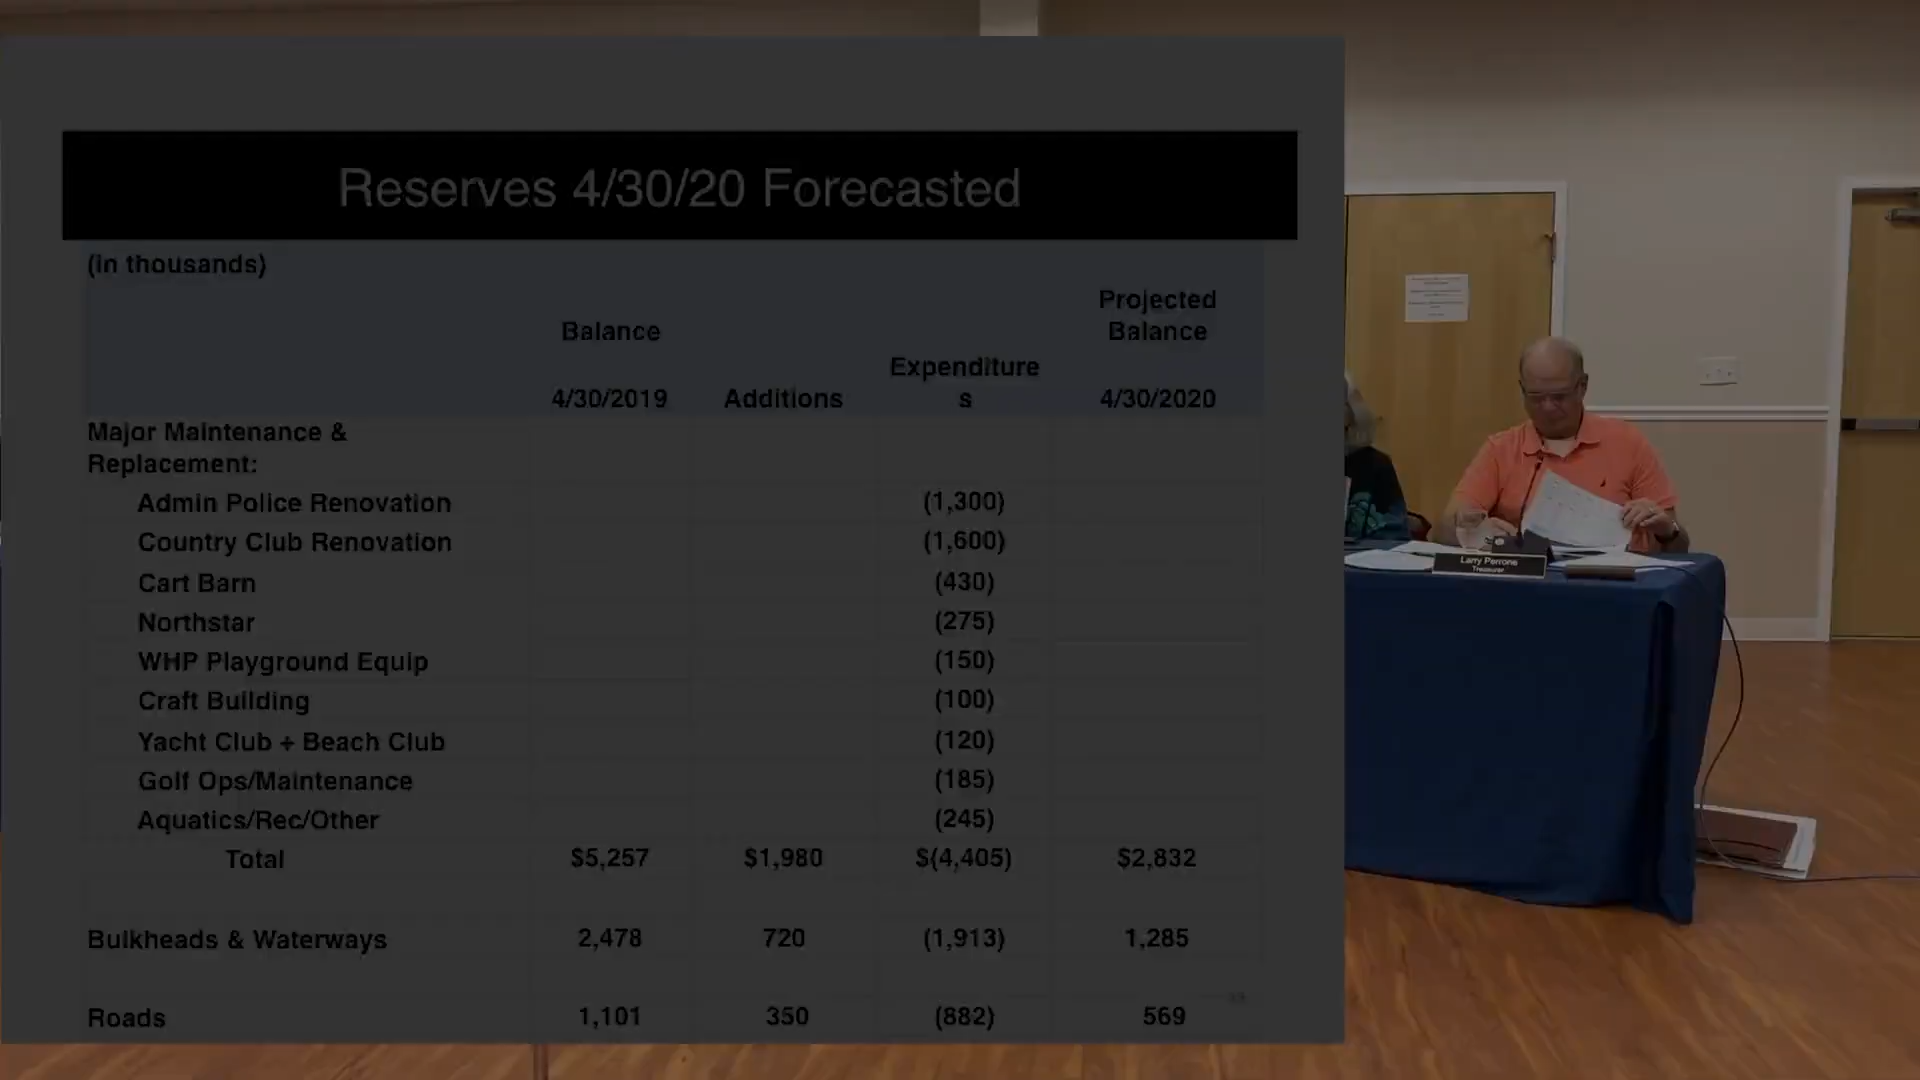 Reserves 4/30/20 Forecasted
(in thousands)
Projected
Balance Balance
Expenditure
4/30/2019 Additions s 4/30/2020
Major Maintenance &
Replacement:
Admin Police Renovation (1,300)
Country Club Renovation (1,600)
Cart Barn (430)
Northstar (275)
WHP Playground Equip (150)
Craft Building (100)
Yacht Club + Beach Club (120)
Golf Ops/Maintenance (185)
Aquatics/Rec/Other (245)
Total $5,257 $1,980 $(4,405) $2,832
Bulkheads & Waterways 2,478 720 (1,913) 1,285
Roads 1,101 350 (882) 569
Larry Perrone
Treasurer